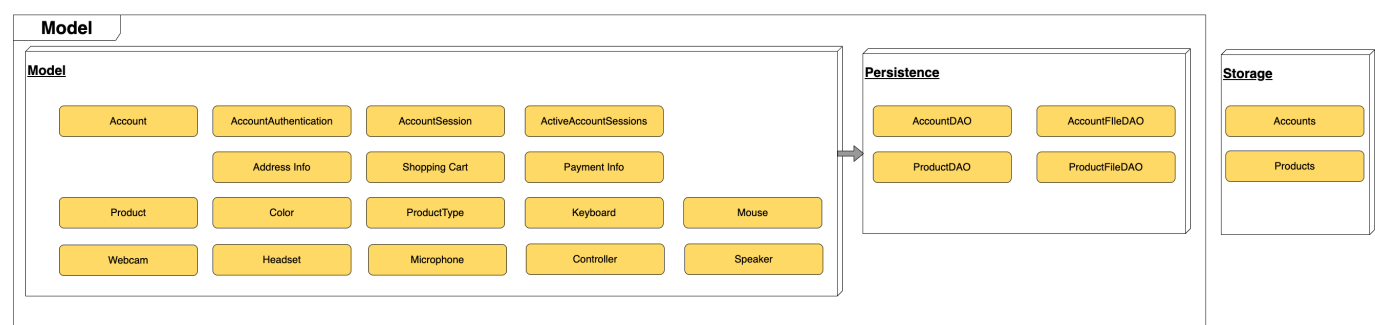 Model
Model
Account
AccountAuthentication
AccountSession
ActiveAccountSessions
Address Info
Shopping Cart
Payment Info
Product
Color
ProductType
Keyboard
Mouse
Webcam
Headset
Microphone
Controller
Speaker
Persistence
AccountDAO
AccountFIleDAO
ProductDAO
ProductFileDAO
Storage
Accounts
Products